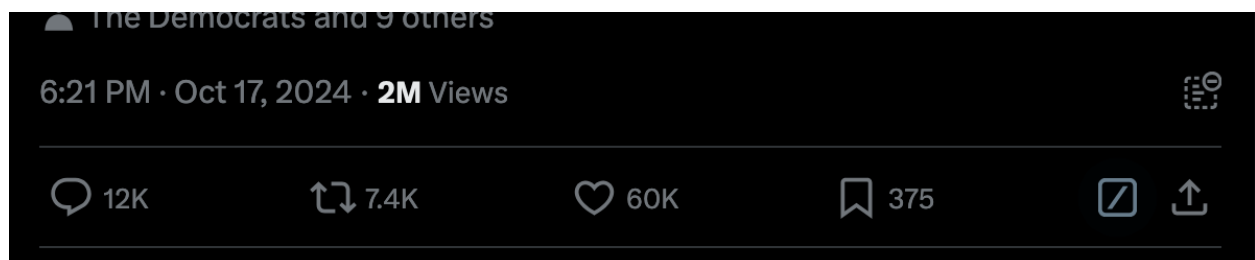 The Democrats and 9 others
6:21 PM · Oct 17, 2024 · 2M Views
12K 7.4K 60K 375